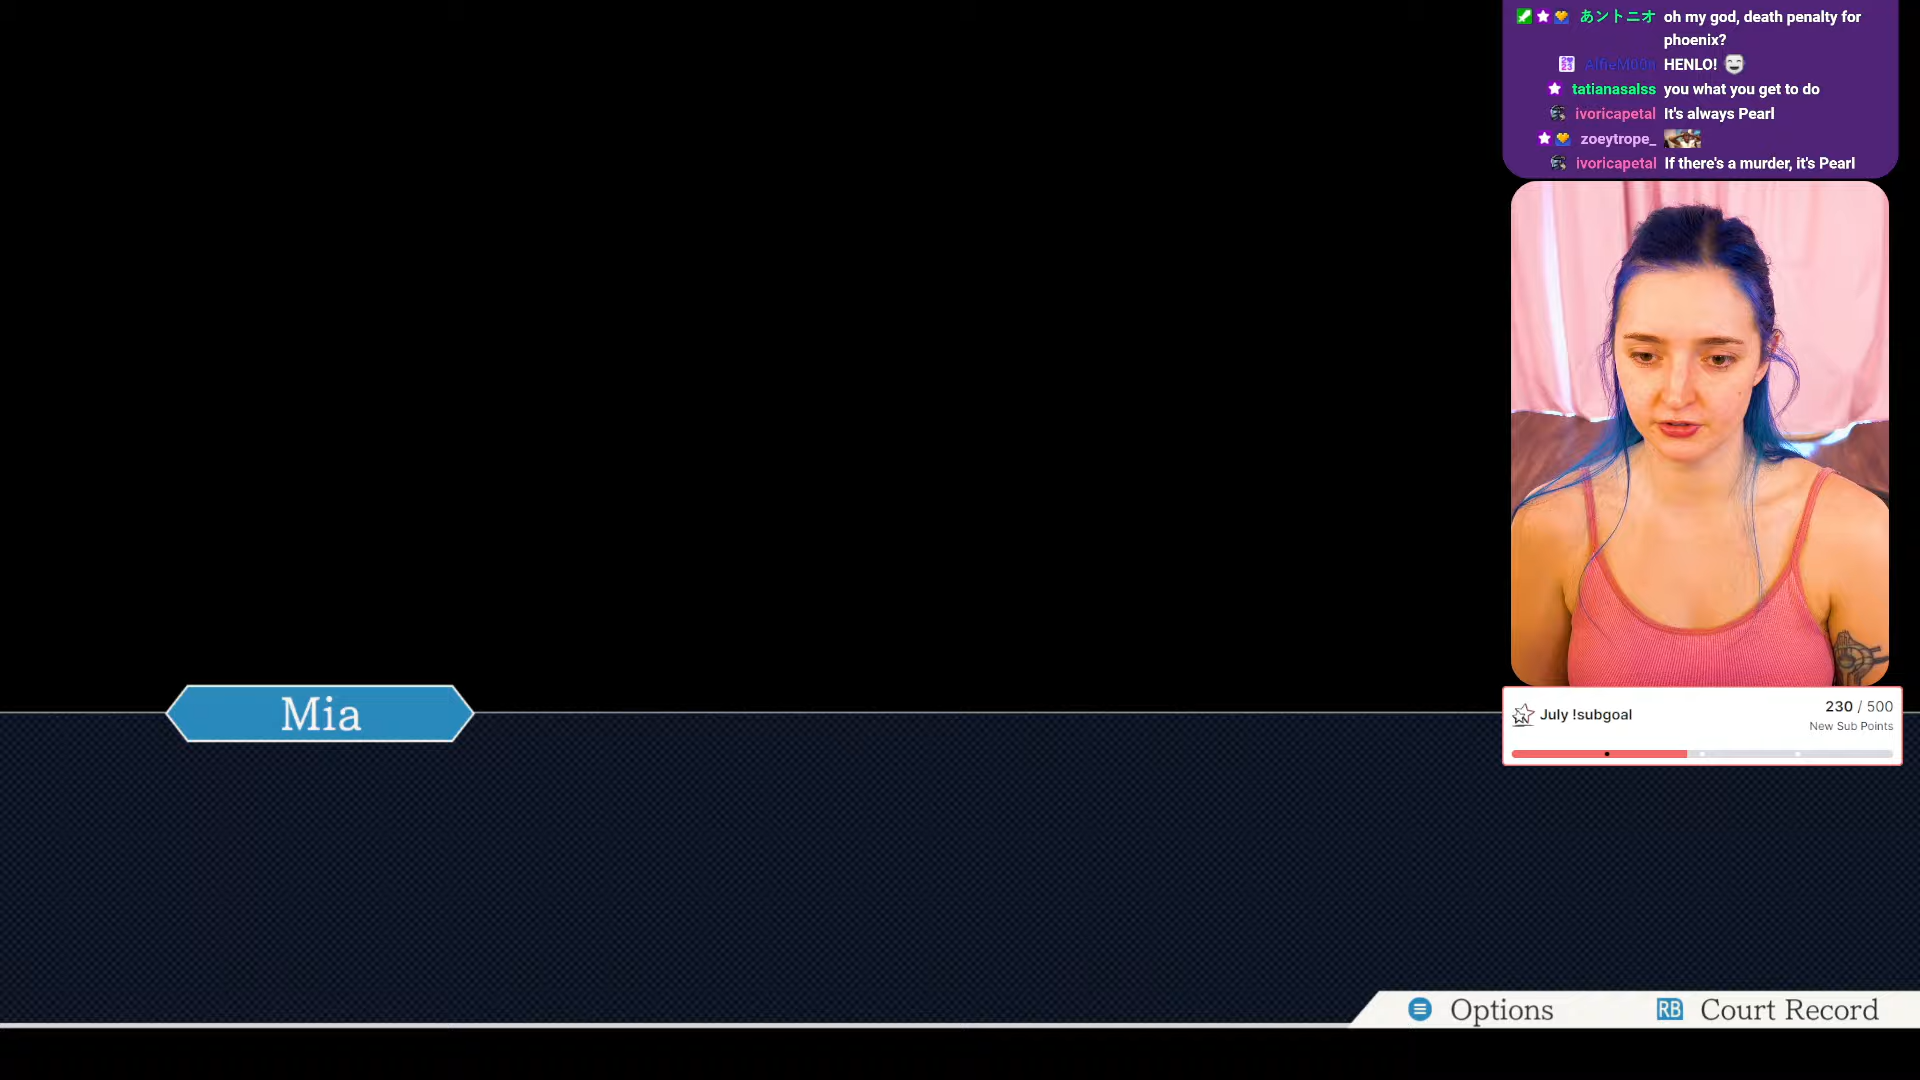 あントニオ oh my god, death penalty for
phoenix?
AlfieM00n HENLO!
tatianasalss you what you get to do
ivoricapetal It's always Pearl
zoeytrope_
ivoricapetal If there's a murder, it's Pearl
Mia
July !subgoal
230 / 500
New Sub Points
Options
RB Court Record